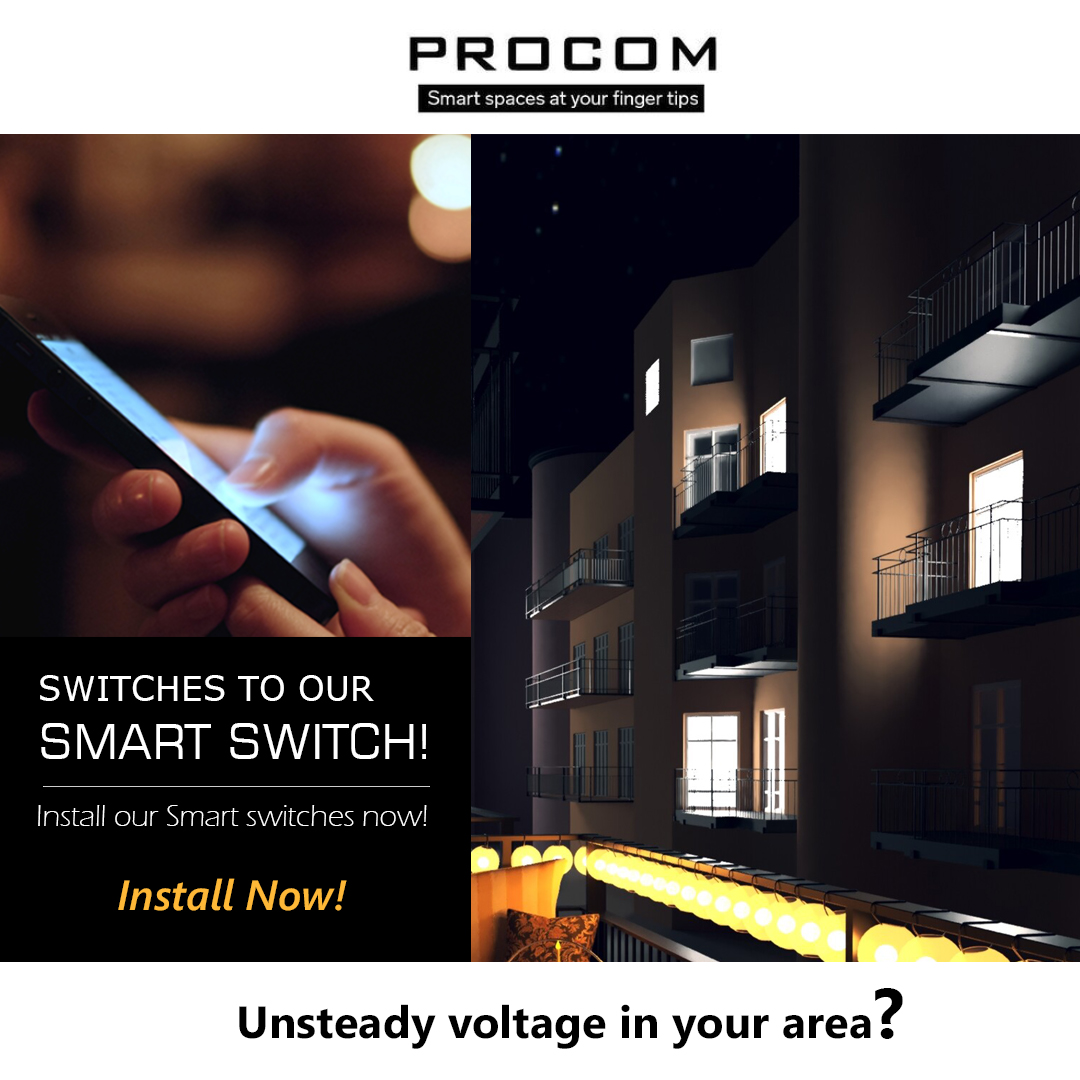 PROCOM
Smart spaces at your finger tips
SWITCHES TO OUR
SMART SWITCH!
Install our Smart switches now!
Install Now!
Unsteady voltage in your area?